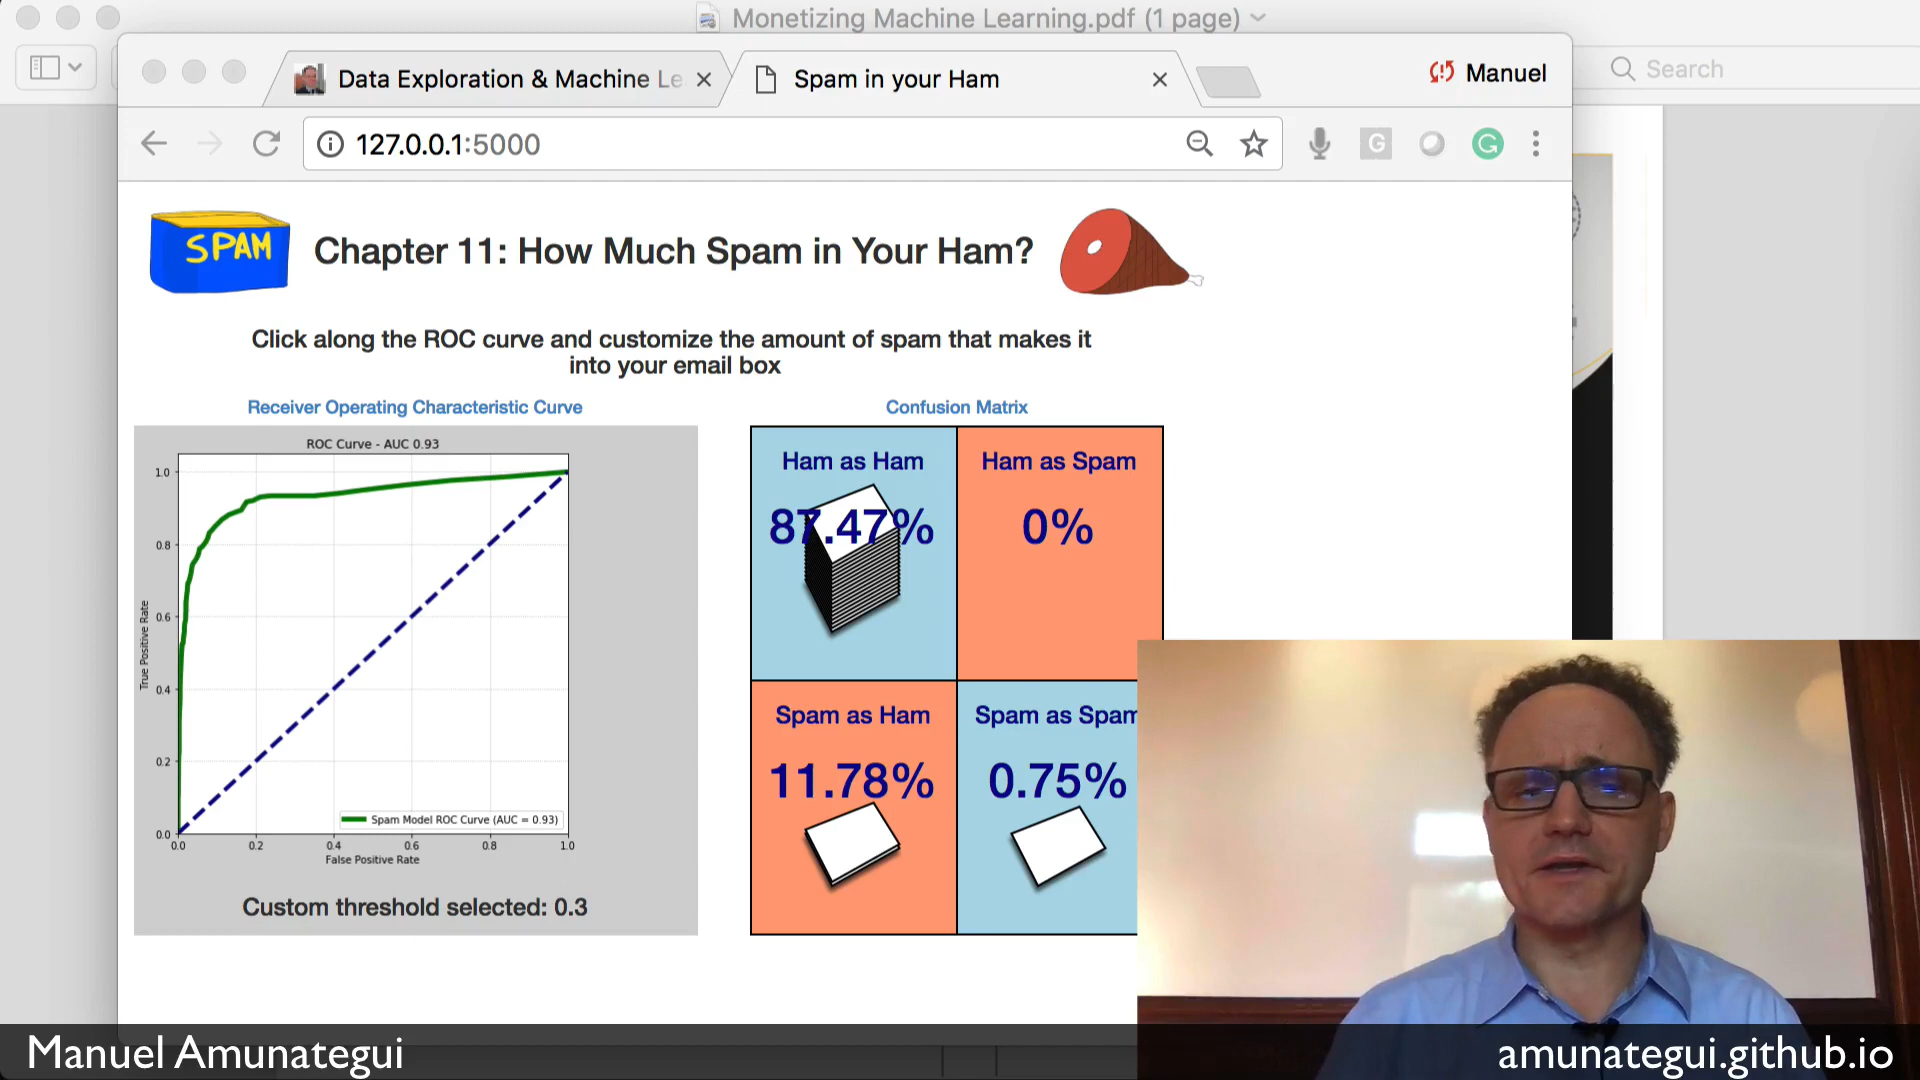 Monetizing Machine Learning.pdf (1 page)
Data Exploration & Machine Le
Spam in your Ham
Manuel
Search
127.0.0.1:5000
G
G
SPAM
Chapter 11: How Much Spam in Your Ham?
Click along the ROC curve and customize the amount of spam that makes it
into your email box
Receiver Operating Characteristic Curve
Confusion Matrix
ROC Curve - AUC 0.93
1.0
0.8
0.6
0.4
0.2
0.0
True Positive Rate
0.0 0.2 0.4 0.6 0.8 1.0
False Positive Rate
Spam Model ROC Curve (AUC = 0.93)
Custom threshold selected: 0.3
Ham as Ham
87.47%
Ham as Spam
0%
Spam as Ham
11.78%
Spam as Spam
0.75%
Manuel Amunategui
amunategui.github.io